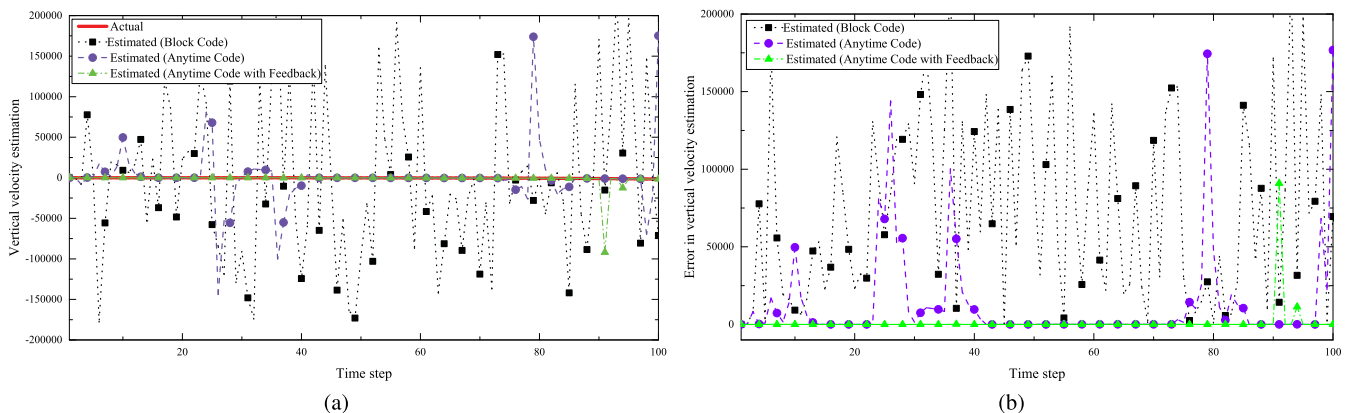 200000
150000
100000
50000
0
-50000
-100000
-150000
-200000
Vertical velocity estimation
Actual
Estimated (Block Code)
Estimated (Anytime Code)
Estimated (Anytime Code with Feedback)
20
40
60
80
100
Time step
(a)
200000
150000
100000
50000
0
Error in vertical velocity estimation
Estimated (Block Code)
Estimated (Anytime Code)
Estimated (Anytime Code with Feedback)
20
40
60
80
100
Time step
(b)